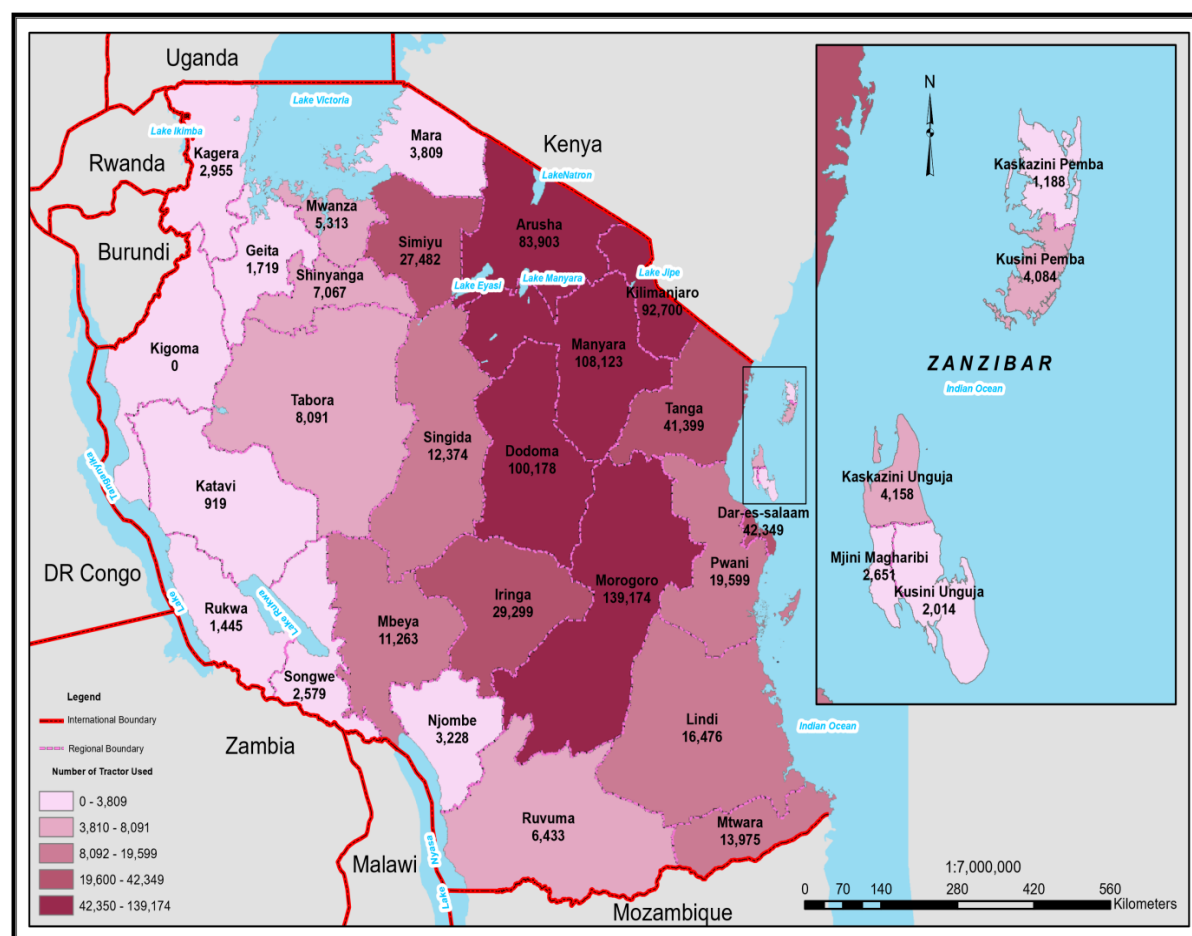 Uganda
Lake Victoria
Lake Ikimba
Kagera
2,955
Mara
3,809
Kenya
Rwanda
LakeNatron
Mwanza
5,313
Arusha
83,903
Burundi
Geita
1,719
Simiyu
27,482
Shinyanga
7,067
Lake Eyasi
Lake Manyara
Lake Jipe
Kilimanjaro
92,700
Kigoma
0
Manyara
108,123
Tabora
8,091
Singida
12,374
Tanga
41,399
Dodoma
100,178
Katavi
919
Lake Tanganyika
Dar-es-salaam
42,349
DR Congo
Pwani
19,599
Morogoro
139,174
Iringa
29,299
Rukwa
1,445
Lake Rukwa
Mbeya
11,263
Songwe
2,579
Njombe
3,228
Lindi
16,476
Indian Ocean
Zambia
Ruvuma
6,433
Mtwara
13,975
Malawi
Lake Nyasa
Mozambique
N
Kaskazini Pemba
1,188
Kusini Pemba
4,084
ZANZIBAR
Indian Ocean
Kaskazini Unguja
4,158
Mjini Magharibi
2,651
Kusini Unguja
2,014
Legend
International Boundary
Regional Boundary
Number of Tractor Used
0 - 3,809
3,810 - 8,091
8,092 - 19,599
19,600 - 42,349
42,350 - 139,174
1:7,000,000
0 70 140 280 420 560
Kilometers